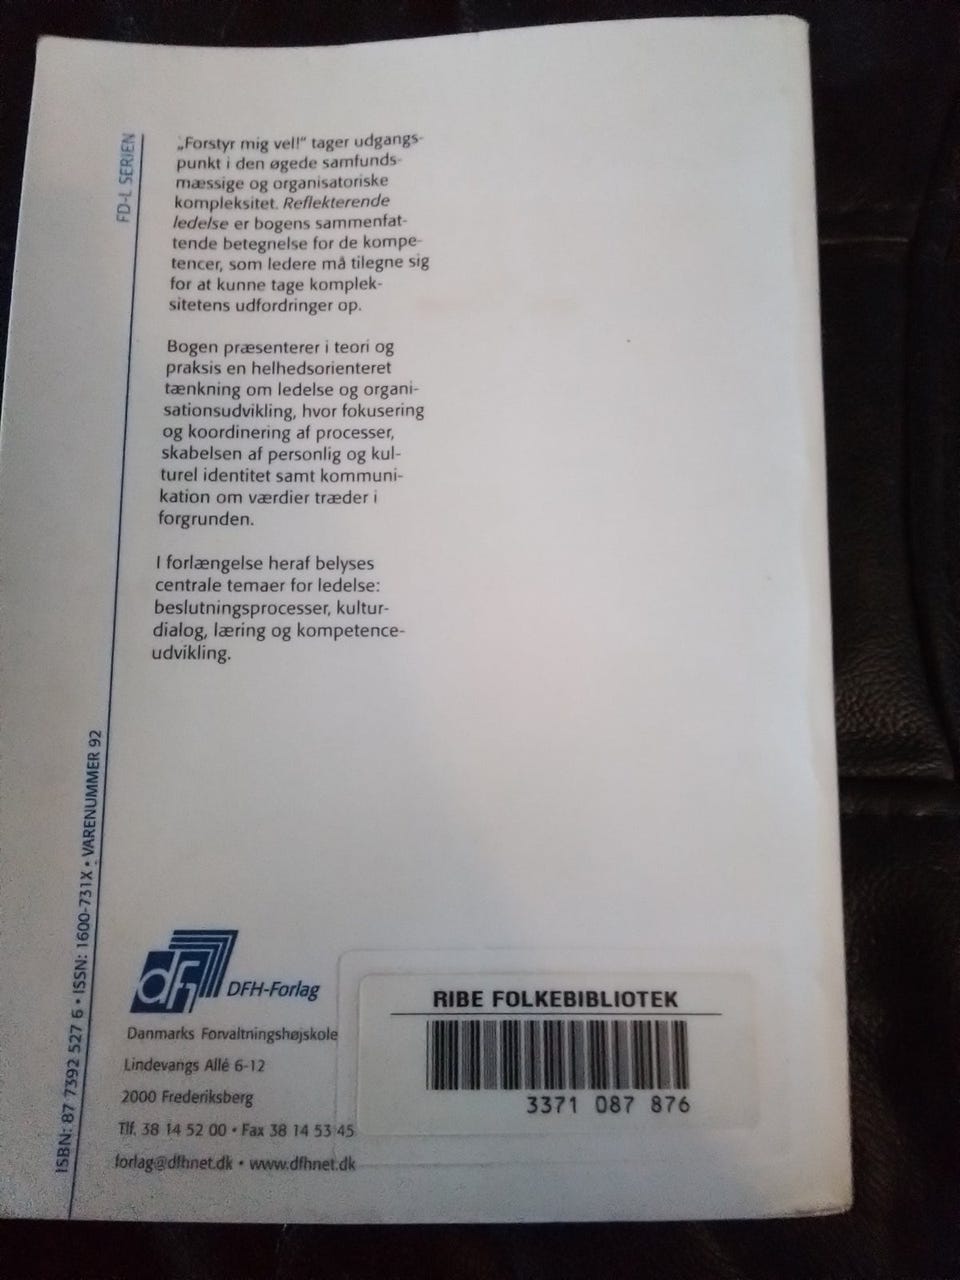 FD-L SERIEN
„Forstyr mig vel!“ tager udgangs-
punkt i den øgede samfunds-
mæssige og organisatoriske
kompleksitet. Reflekterende
ledelse er bogens sammenfat-
tende betegnelse for de kompe-
tencer, som ledere må tilegne sig
for at kunne tage komplek-
sitetens udfordringer op.
Bogen præsenterer i teori og
praksis en helhedsorienteret
tænkning om ledelse og organi-
sationsudvikling, hvor fokusering
og koordinering af processer,
skabelsen af personlig og kul-
turel identitet samt kommuni-
kation om værdier træder i
forgrunden.
I forlængelse heraf belyses
centrale temaer for ledelse:
beslutningsprocesser, kultur-
dialog, læring og kompetence-
udvikling.
ISBN: 87 7392 527 6 • ISSN: 1600-731X • VARENUMMER 92
dfh DFH-Forlag
Danmarks Forvaltningshøjskole
Lindevangs Allé 6-12
2000 Frederiksberg
Tlf. 38 14 52 00 • Fax 38 14 53 45
forlag@dfhnet.dk • www.dfhnet.dk
RIBE FOLKEBIBLIOTEK
3371 087 876